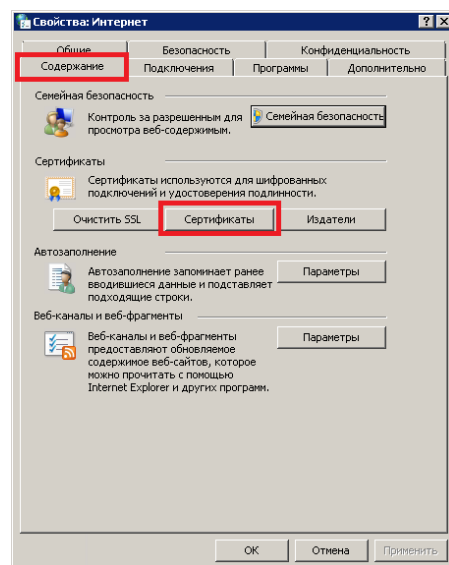 Свойства: Интернет
Общие Безопасность Конфиденциальность
Содержание Подключения Программы Дополнительно
Семейная безопасность
Контроль за разрешенным для
просмотра веб-содержимым.
Семейная безопасность
Сертификаты
Сертификаты используются для шифрованных
подключений и удостоверения подлинности.
Очистить SSL Сертификаты Издатели
Автозаполнение
Автозаполнение запоминает ранее
вводившиеся данные и подставляет
подходящие строки.
Параметры
Веб-каналы и веб-фрагменты
Веб-каналы и веб-фрагменты
предоставляют обновляемое
содержимое веб-сайтов, которое
можно прочитать с помощью
Internet Explorer и других программ.
Параметры
OK Отмена Применить